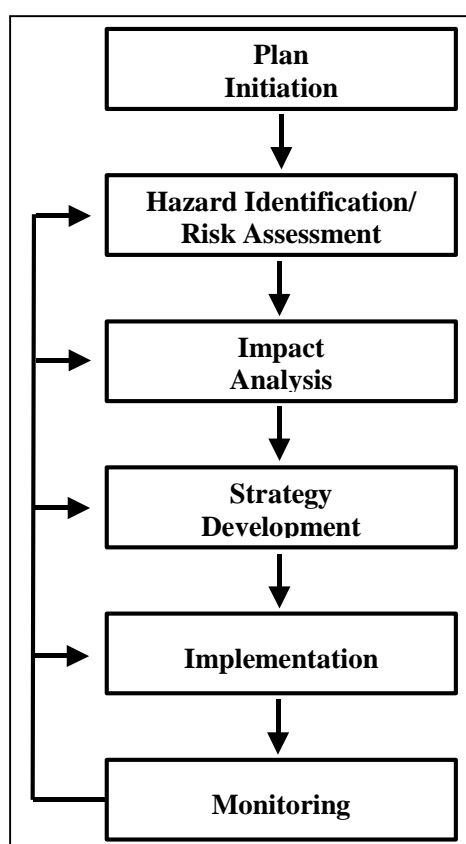 Plan
Initiation
Hazard Identification/
Risk Assessment
Impact
Analysis
Strategy
Development
Implementation
Monitoring